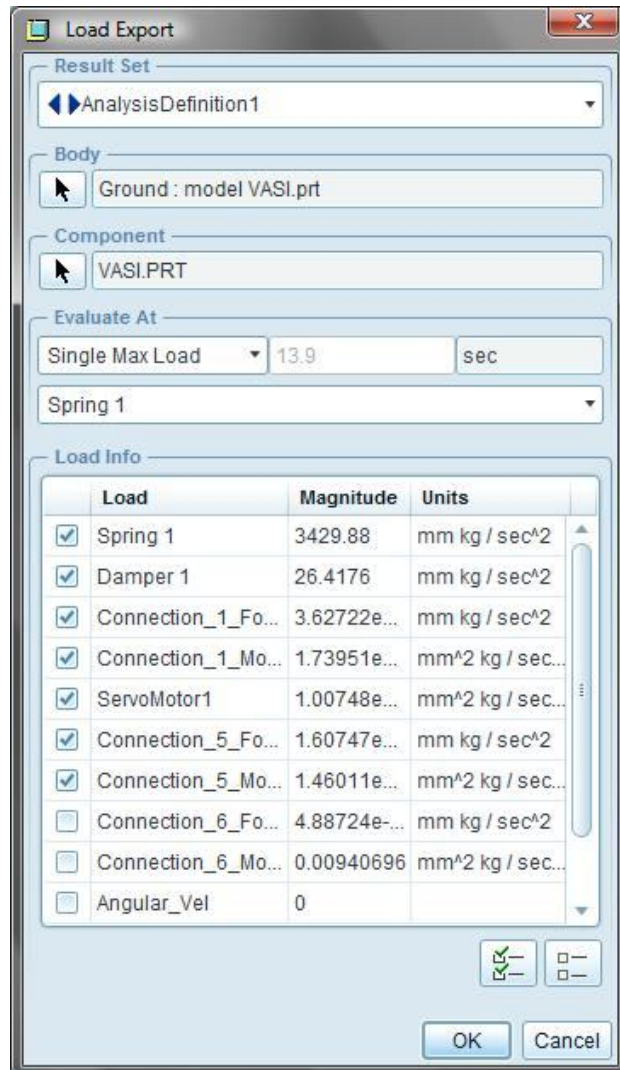 Load Export
Result Set
AnalysisDefinition1
Body
Ground : model VASI.prt
Component
VASI.PRT
Evaluate At
Single Max Load 13.9 sec
Spring 1
Load Info
Load Magnitude Units
Spring 1 3429.88 mm kg / sec^2
Damper 1 26.4176 mm kg / sec^2
Connection_1_Fo... 3.62722e... mm kg / sec^2
Connection_1_Mo... 1.73951e... mm^2 kg / sec...
ServoMotor1 1.00748e... mm^2 kg / sec...
Connection_5_Fo... 1.60747e... mm kg / sec^2
Connection_5_Mo... 1.46011e... mm^2 kg / sec...
Connection_6_Fo... 4.88724e-... mm kg / sec^2
Connection_6_Mo... 0.00940696 mm^2 kg / sec...
Angular_Vel 0
OK Cancel